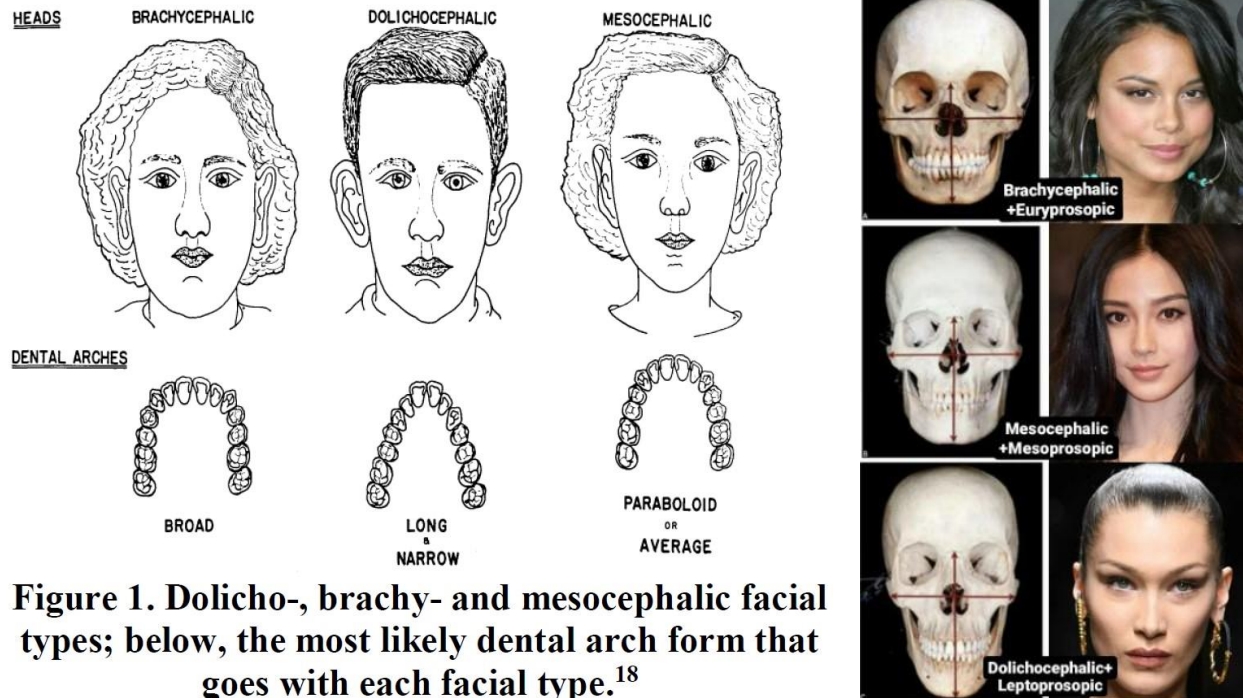 HEADS
BRACHYCEPHALIC
DOLICHOCEPHALIC
MESOCEPHALIC
DENTAL ARCHES
BROAD
LONG
&
NARROW
PARABOLOID
OR
AVERAGE
Figure 1. Dolicho-, brachy- and mesocephalic facial
types; below, the most likely dental arch form that
goes with each facial type.18
A
Brachycephalic
+Euryprosopic
B
Mesocephalic
+Mesoprosopic
C
Dolichocephalic+
Leptoprosopic